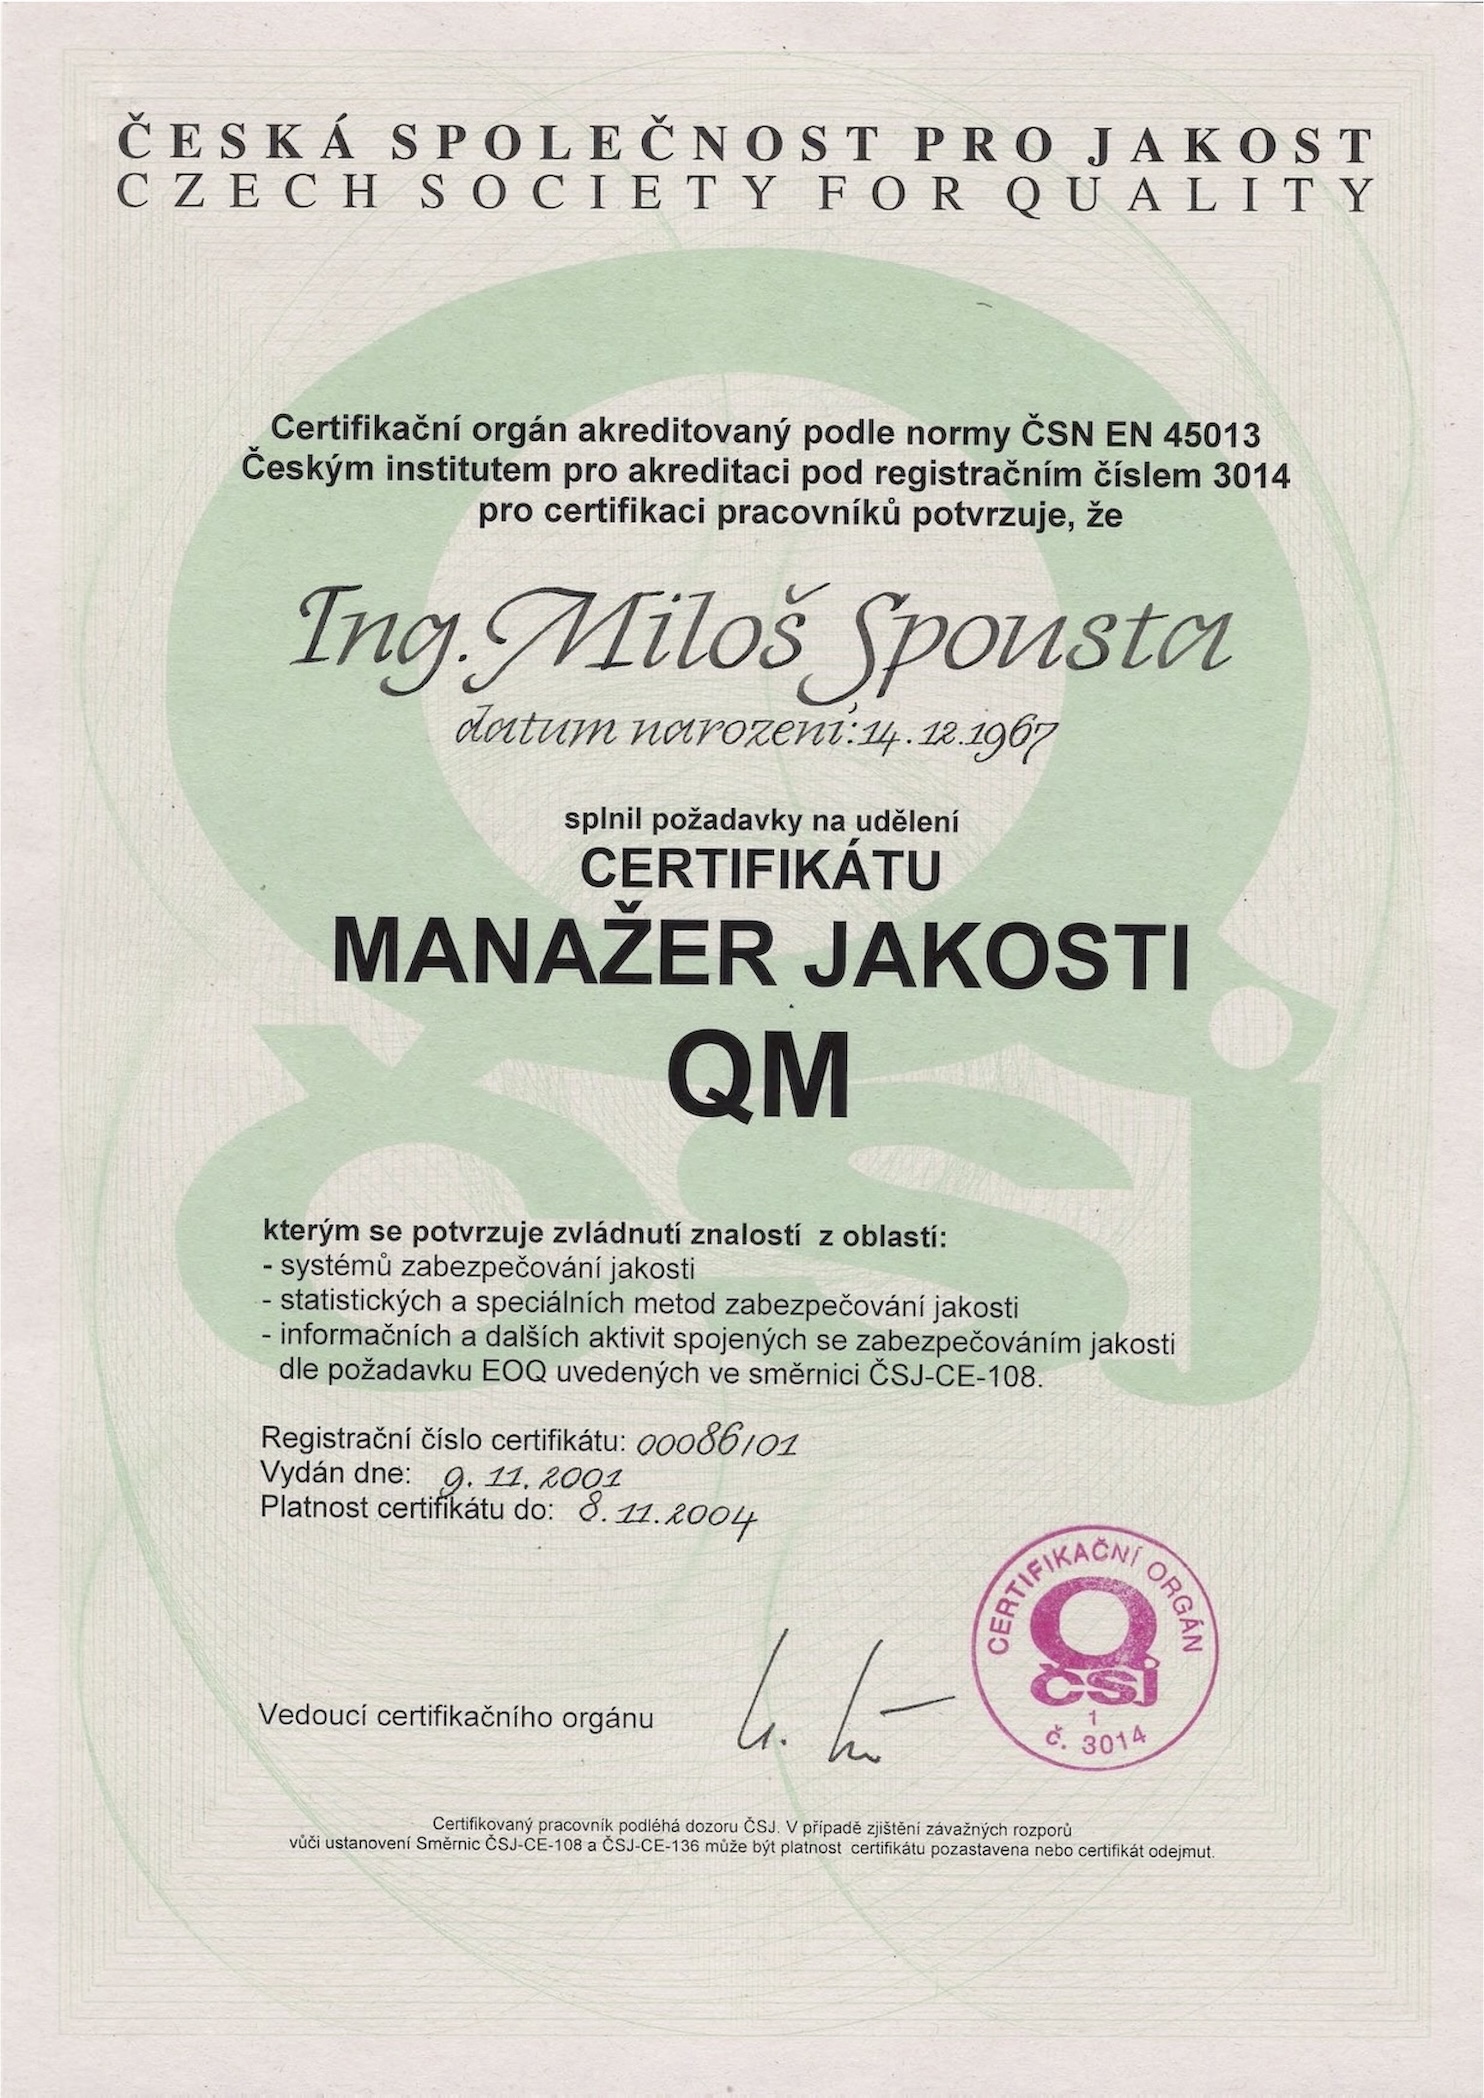 ČESKÁ SPOLEČNOST PRO JAKOST
CZECH SOCIETY FOR QUALITY
Certifikační orgán akreditovaný podle normy ČSN EN 45013
Českým institutem pro akreditaci pod registračním číslem 3014
pro certifikaci pracovníků potvrzuje, že
Ing. Miloš Spousta
datum narození: 14. 12. 1967
splnil požadavky na udělení
CERTIFIKÁTU
MANAŽER JAKOSTI
QM
kterým se potvrzuje zvládnutí znalostí z oblastí:
- systémů zabezpečování jakosti
- statistických a speciálních metod zabezpečování jakosti
- informačních a dalších aktivit spojených se zabezpečováním jakosti
dle požadavku EOQ uvedených ve směrnici ČSJ-CE-108.
Registrační číslo certifikátu: 00086/01
Vydán dne: 9. 11. 2001
Platnost certifikátu do: 8. 11. 2004
CERTIFIKAČNÍ ORGÁN
čsj
1
č. 3014
Vedoucí certifikačního orgánu
Certifikovaný pracovník podléhá dozoru ČSJ. V případě zjištění závažných rozporů
vůči ustanovení Směrnic ČSJ-CE-108 a ČSJ-CE-136 může být platnost certifikátu pozastavena nebo certifikát odejmut.